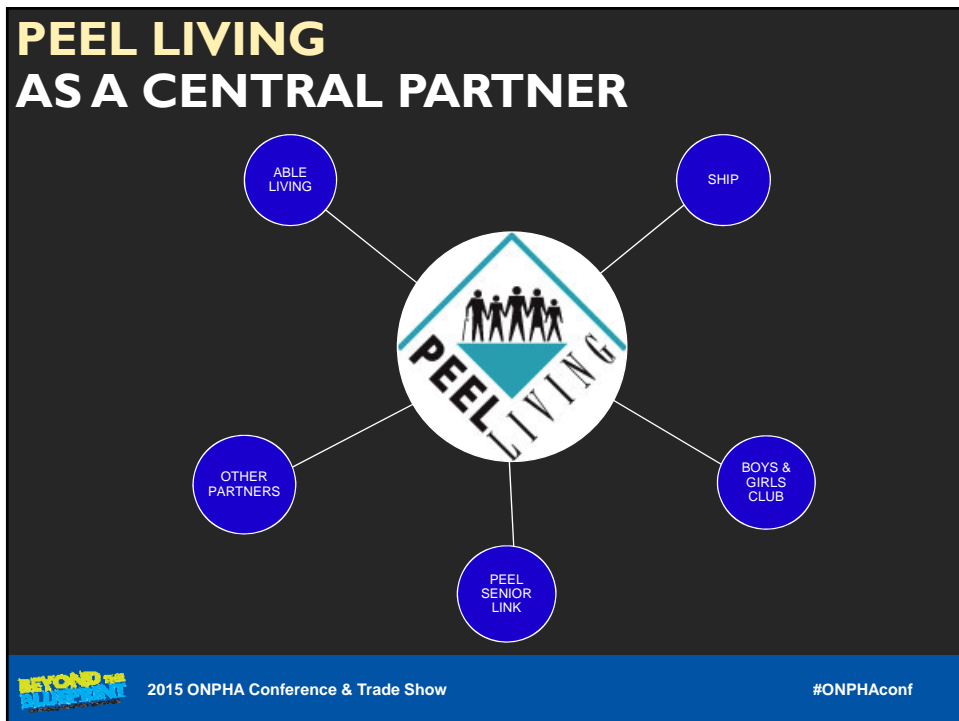 PEEL LIVING
AS A CENTRAL PARTNER
ABLE
LIVING
SHIP
PEEL
LIVING
OTHER
PARTNERS
BOYS &
GIRLS
CLUB
PEEL
SENIOR
LINK
BEYOND THE
BLUEPRINT
2015 ONPHA Conference & Trade Show
#ONPHAconf